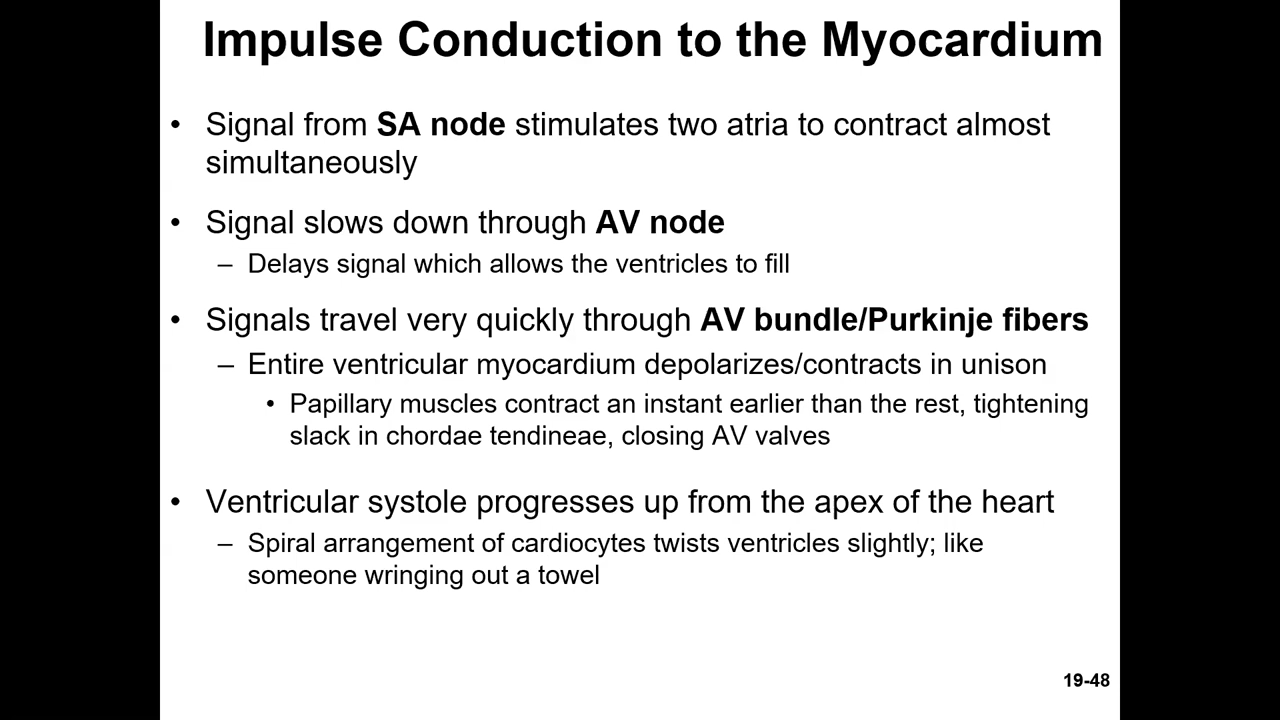 Impulse Conduction to the Myocardium
• Signal from SA node stimulates two atria to contract almost
simultaneously
• Signal slows down through AV node
– Delays signal which allows the ventricles to fill
• Signals travel very quickly through AV bundle/Purkinje fibers
– Entire ventricular myocardium depolarizes/contracts in unison
• Papillary muscles contract an instant earlier than the rest, tightening
slack in chordae tendineae, closing AV valves
• Ventricular systole progresses up from the apex of the heart
– Spiral arrangement of cardiocytes twists ventricles slightly; like
someone wringing out a towel
19-48